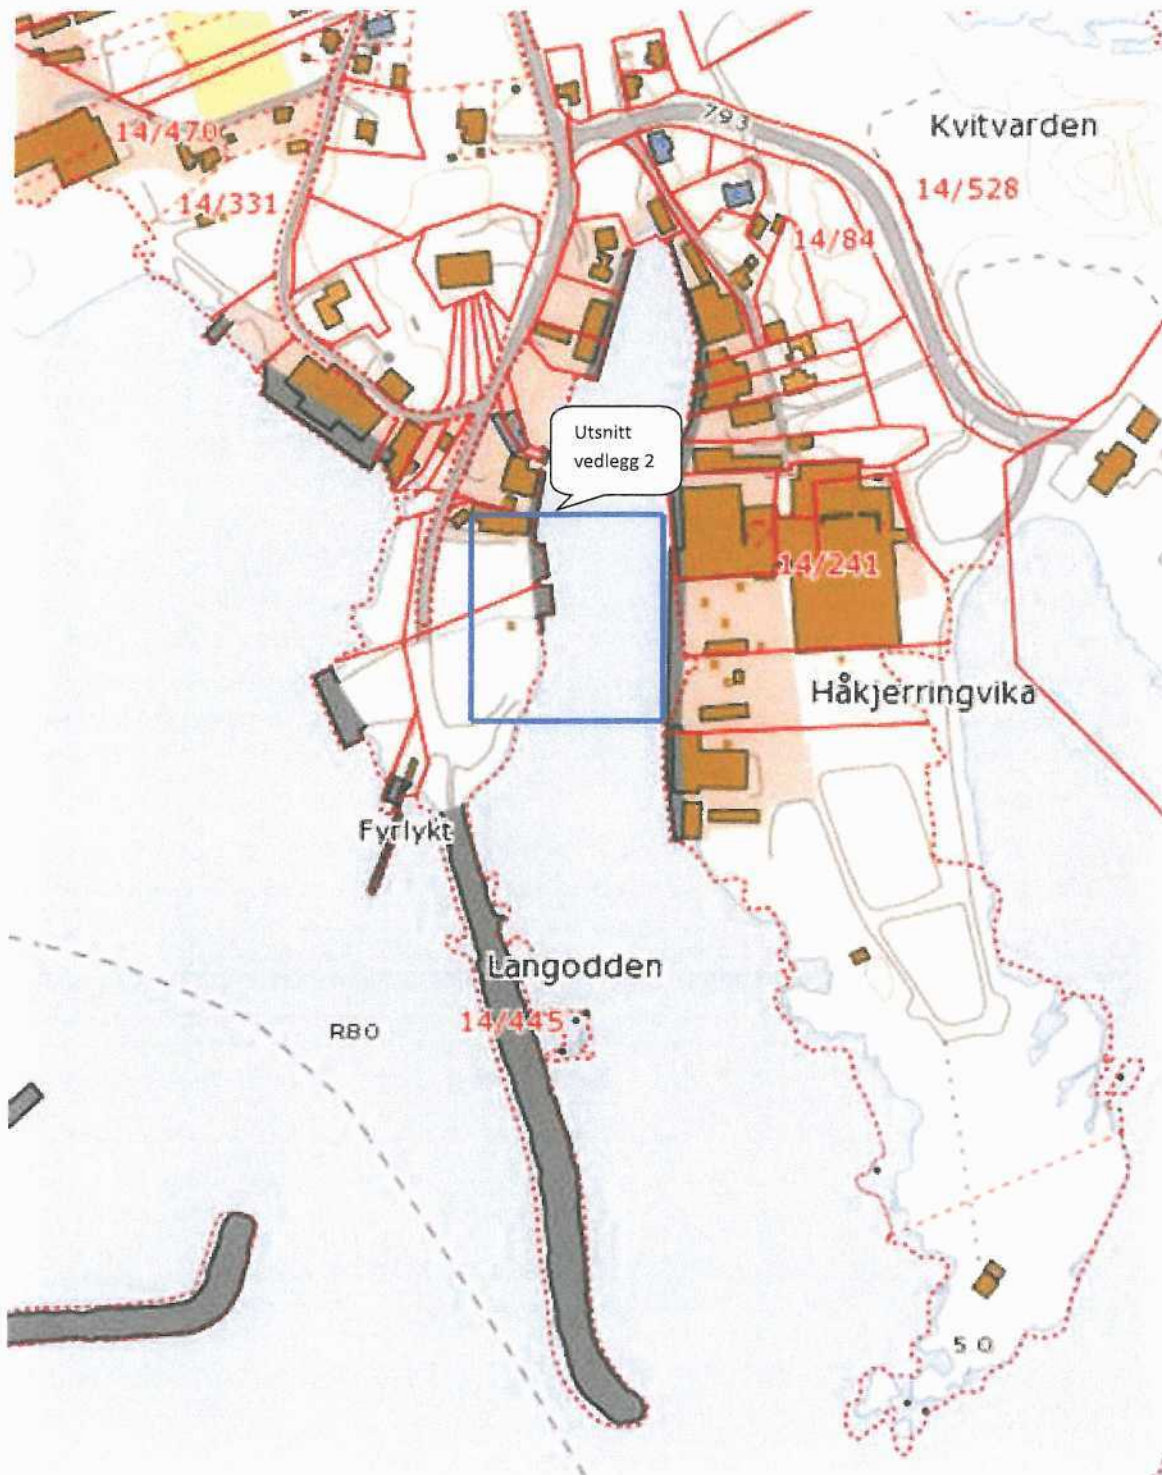 793
Kvitvarden
14/470
14/528
14/331
14/84
Utsnitt
vedlegg 2
14/241
Håkjerringvika
Fyrlykt
Langodden
14/445
R80
50